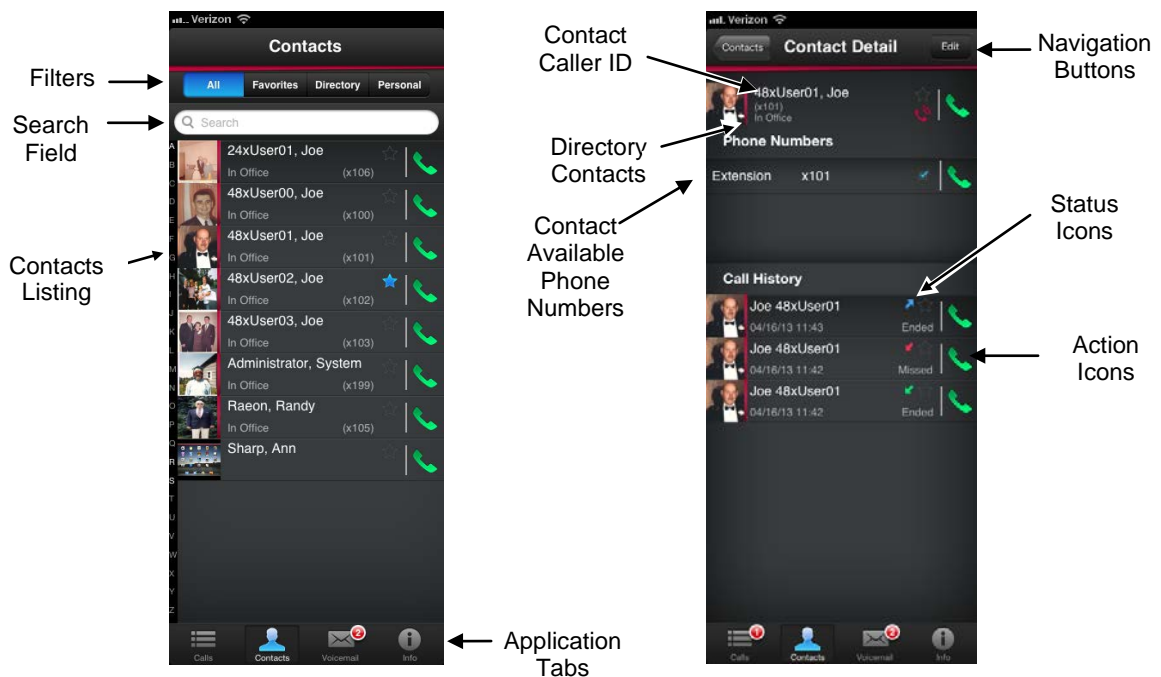 Verizon
Contacts
Filters
All Favorites Directory Personal
Search Field
Search
Contacts Listing
A
B
C
D
E
F
G
H
I
J
K
L
M
N
O
P
Q
R
S
T
U
V
W
X
Y
Z
24xUser01, Joe
In Office (x106)
48xUser00, Joe
In Office (x100)
48xUser01, Joe
In Office (x101)
48xUser02, Joe
In Office (x102)
48xUser03, Joe
In Office (x103)
Administrator, System
In Office (x199)
Raeon, Randy
In Office (x105)
Sharp, Ann
2
Calls Contacts Voicemail Info
Application
Tabs
Verizon
Contacts Contact Detail Edit
Contact
Caller ID
Navigation
Buttons
48xUser01, Joe
(x101)
In Office
Directory
Contacts
Phone Numbers
Extension x101
Contact
Available
Phone
Numbers
Status
Icons
Call History
Joe 48xUser01
04/16/13 11:43 Ended
Joe 48xUser01
04/16/13 11:42 Missed
Joe 48xUser01
04/16/13 11:42 Ended
Action
Icons
1 2
Calls Contacts Voicemail Info